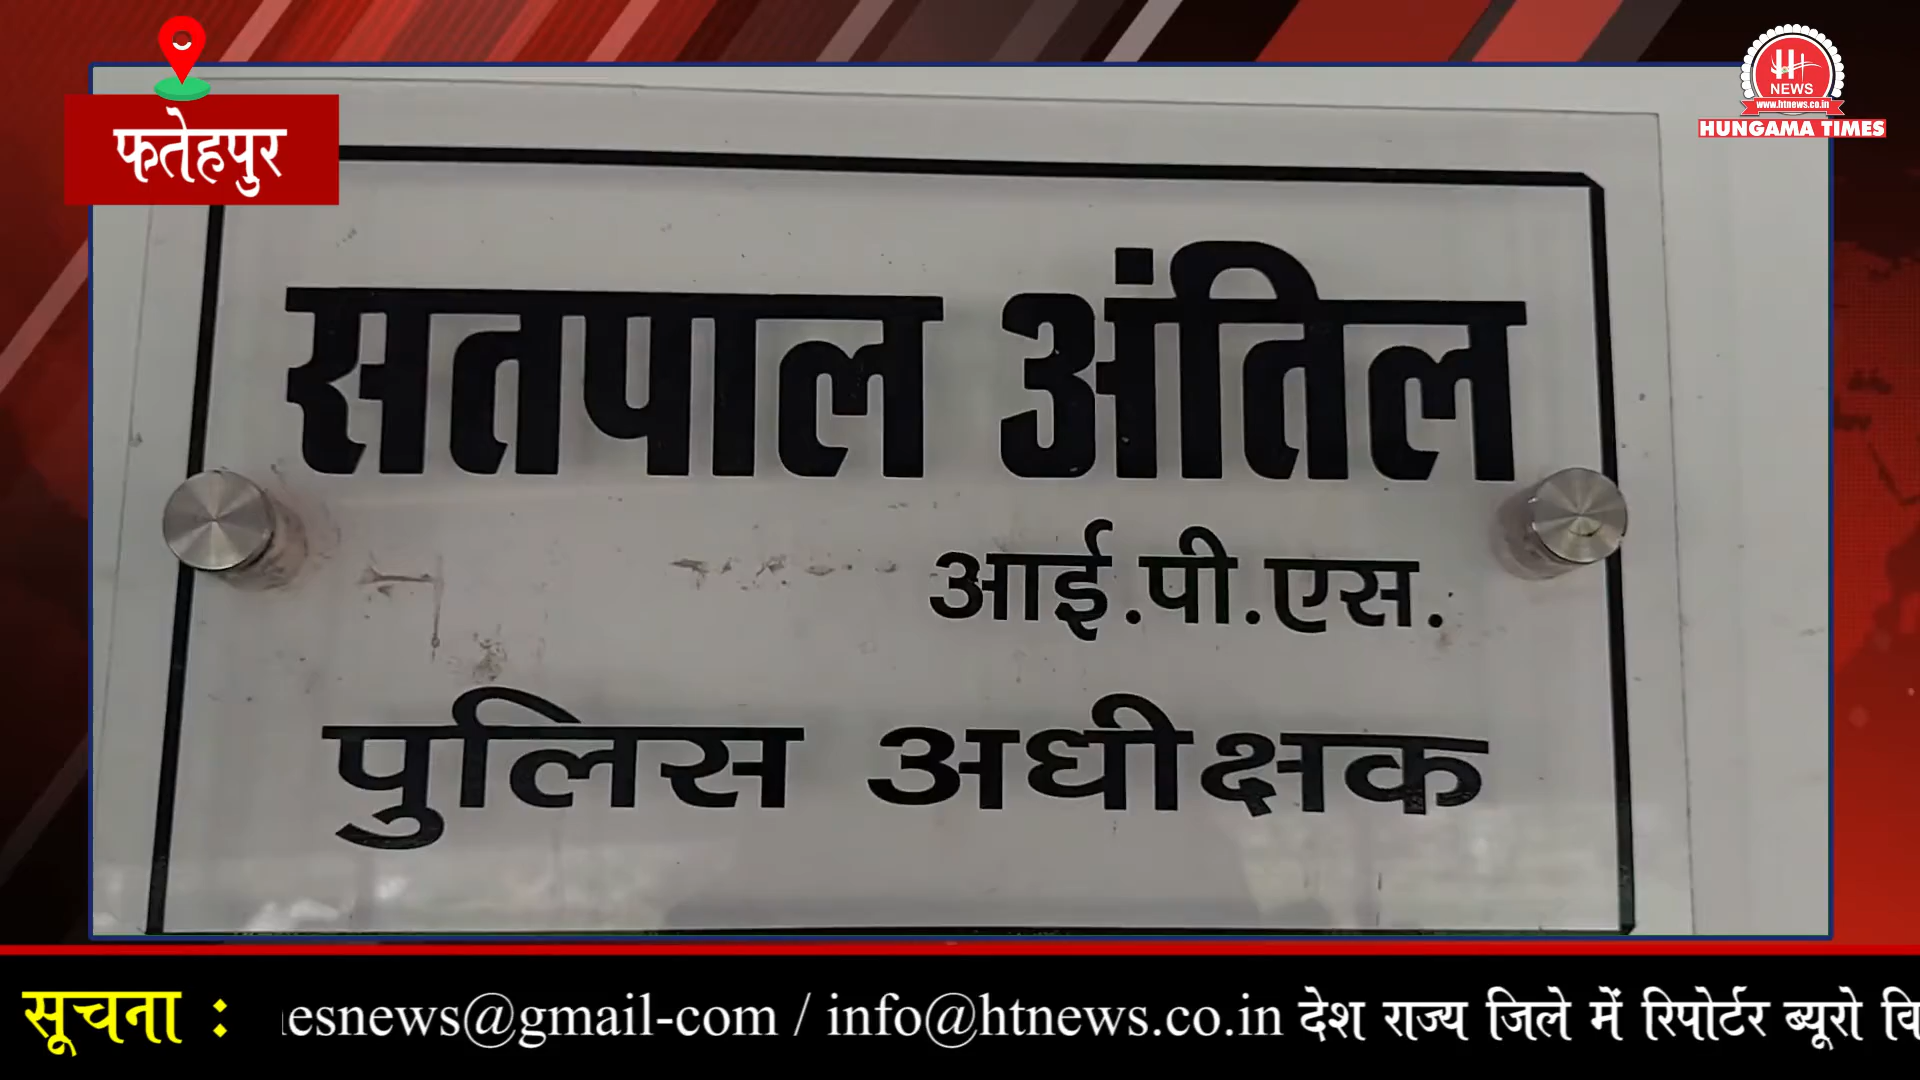 फतेहपुर
H
NEWS
www.htnews.co.in
HUNGAMA TIMES
सतपाल अंतिल
आई.पी.एस.
पुलिस अधीक्षक
सूचना : esnews@gmail-com / info@htnews.co.in देश राज्य जिले में रिपोर्टर ब्यूरो